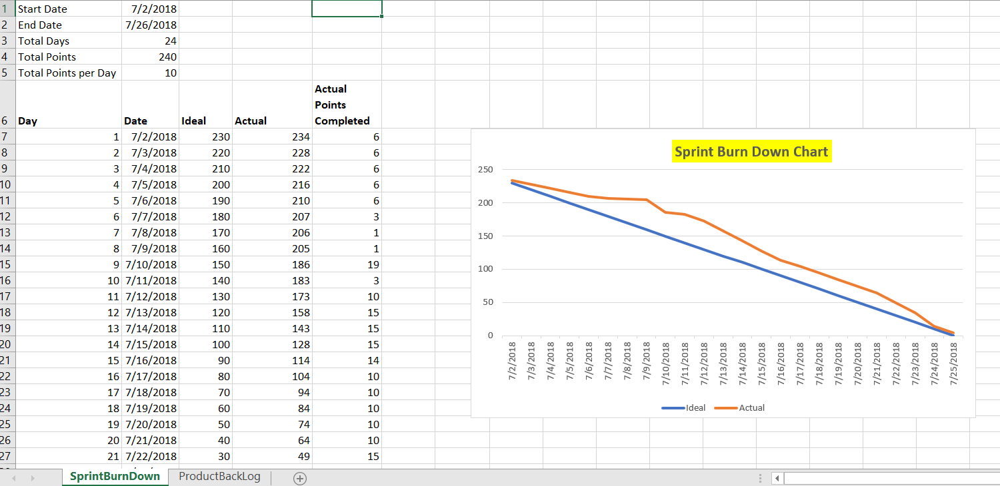 1 Start Date 7/2/2018
2 End Date 7/26/2018
3 Total Days 24
4 Total Points 240
5 Total Points per Day 10
Actual
Points
6 Day Date Ideal Actual Completed
7 1 7/2/2018 230 234 6
8 2 7/3/2018 220 228 6
9 3 7/4/2018 210 222 6
10 4 7/5/2018 200 216 6
11 5 7/6/2018 190 210 6
12 6 7/7/2018 180 207 3
13 7 7/8/2018 170 206 1
14 8 7/9/2018 160 205 1
15 9 7/10/2018 150 186 19
16 10 7/11/2018 140 183 3
17 11 7/12/2018 130 173 10
18 12 7/13/2018 120 158 15
19 13 7/14/2018 110 143 15
20 14 7/15/2018 100 128 15
21 15 7/16/2018 90 114 14
22 16 7/17/2018 80 104 10
23 17 7/18/2018 70 94 10
24 18 7/19/2018 60 84 10
25 19 7/20/2018 50 74 10
26 20 7/21/2018 40 64 10
27 21 7/22/2018 30 49 15
Sprint Burn Down Chart
250
200
150
100
50
0
7/2/2018
7/3/2018
7/4/2018
7/5/2018
7/6/2018
7/7/2018
7/8/2018
7/9/2018
7/10/2018
7/11/2018
7/12/2018
7/13/2018
7/14/2018
7/15/2018
7/16/2018
7/17/2018
7/18/2018
7/19/2018
7/20/2018
7/21/2018
7/22/2018
7/23/2018
7/24/2018
7/25/2018
Ideal Actual
SprintBurnDown ProductBackLog